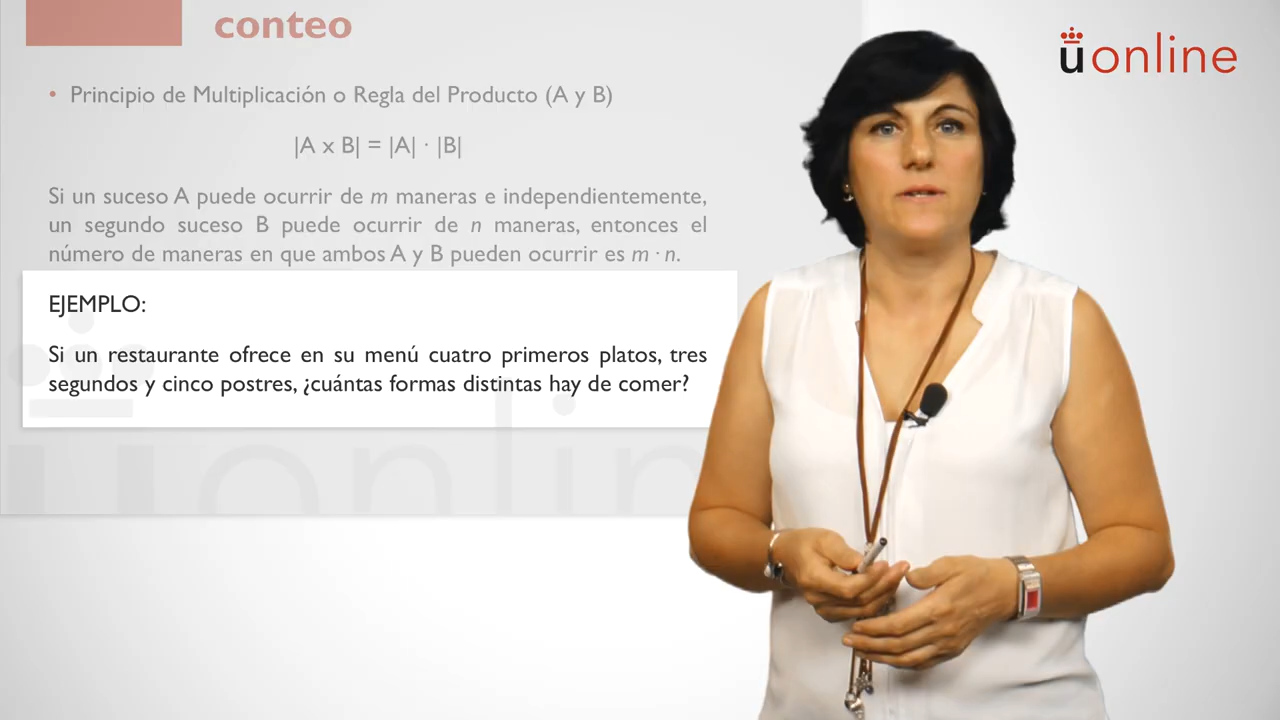 conteo
ü online
• Principio de Multiplicación o Regla del Producto (A y B)
|A x B| = |A| · |B|
Si un suceso A puede ocurrir de m maneras e independientemente,
un segundo suceso B puede ocurrir de n maneras, entonces el
número de maneras en que ambos A y B pueden ocurrir es m · n.
EJEMPLO:
Si un restaurante ofrece en su menú cuatro primeros platos, tres
segundos y cinco postres, ¿cuántas formas distintas hay de comer?
ü onlin